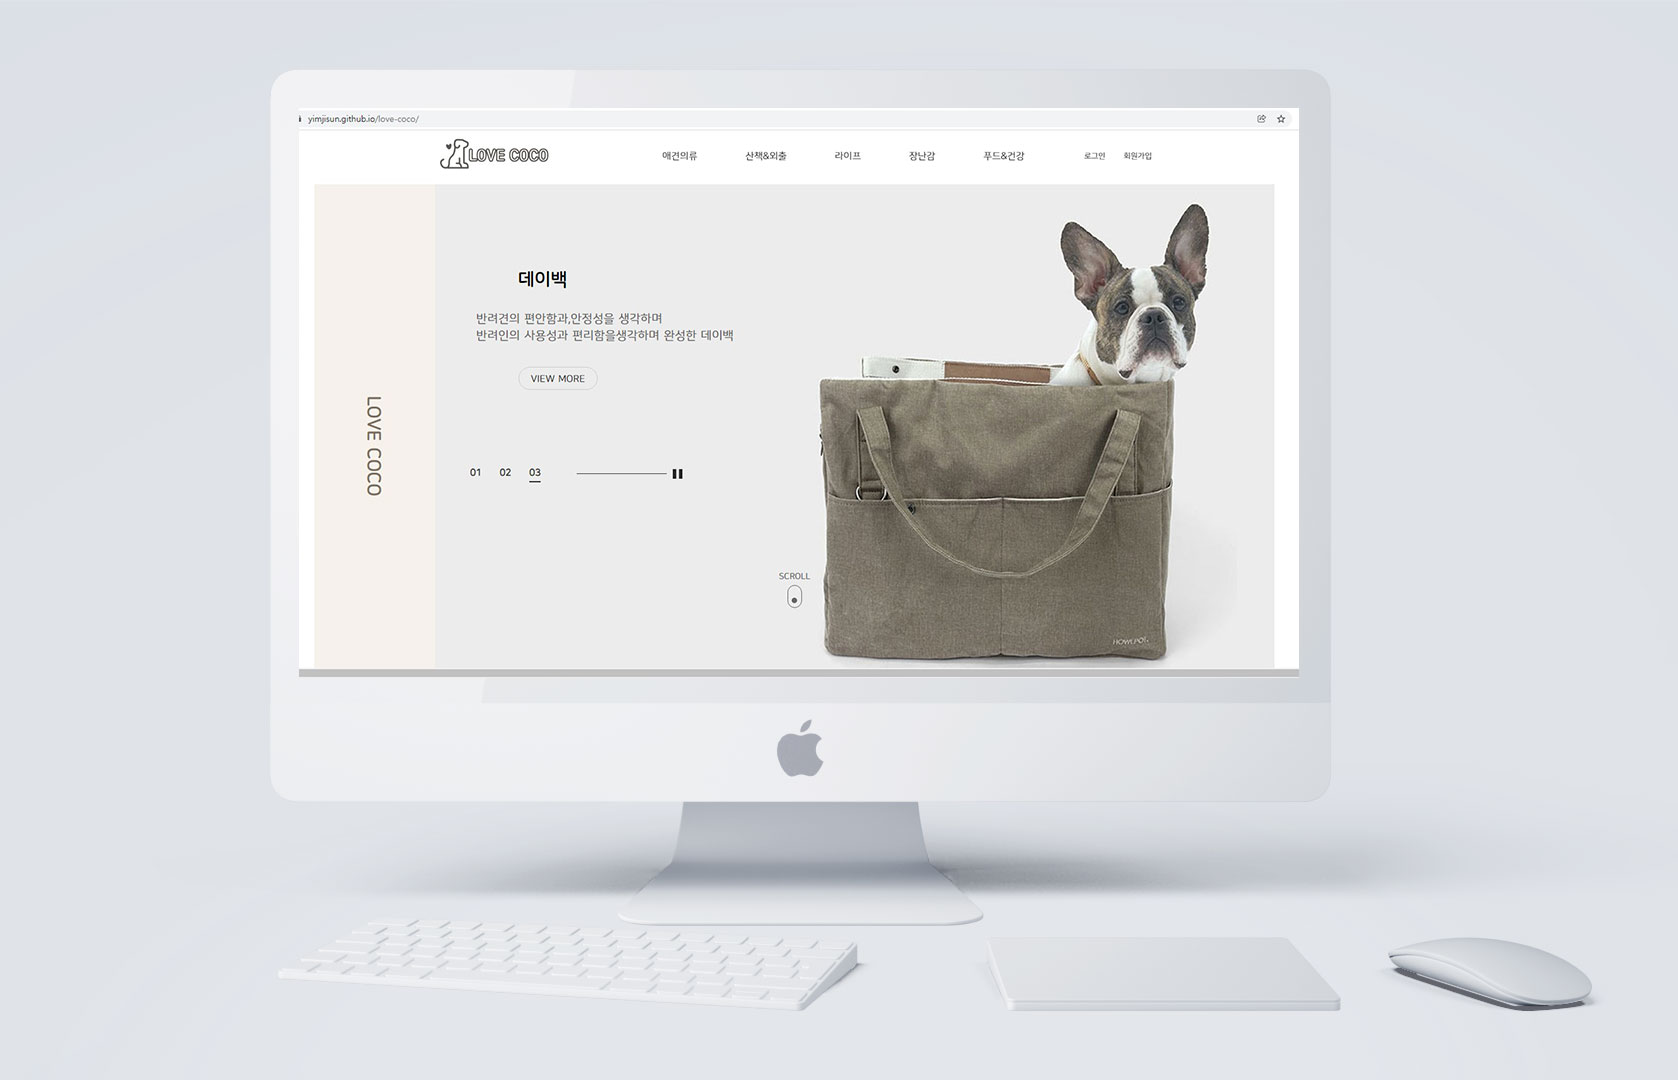 yimjisun.github.io/love-coco/
LOVE COCO
애견의류
산책&외출
라이프
장난감
푸드&건강
로그인
회원가입
LOVE COCO
데이백
반려견의 편안함과,안정성을 생각하며
반려인의 사용성과 편리함을생각하며 완성한 데이백
VIEW MORE
01
02
03
SCROLL